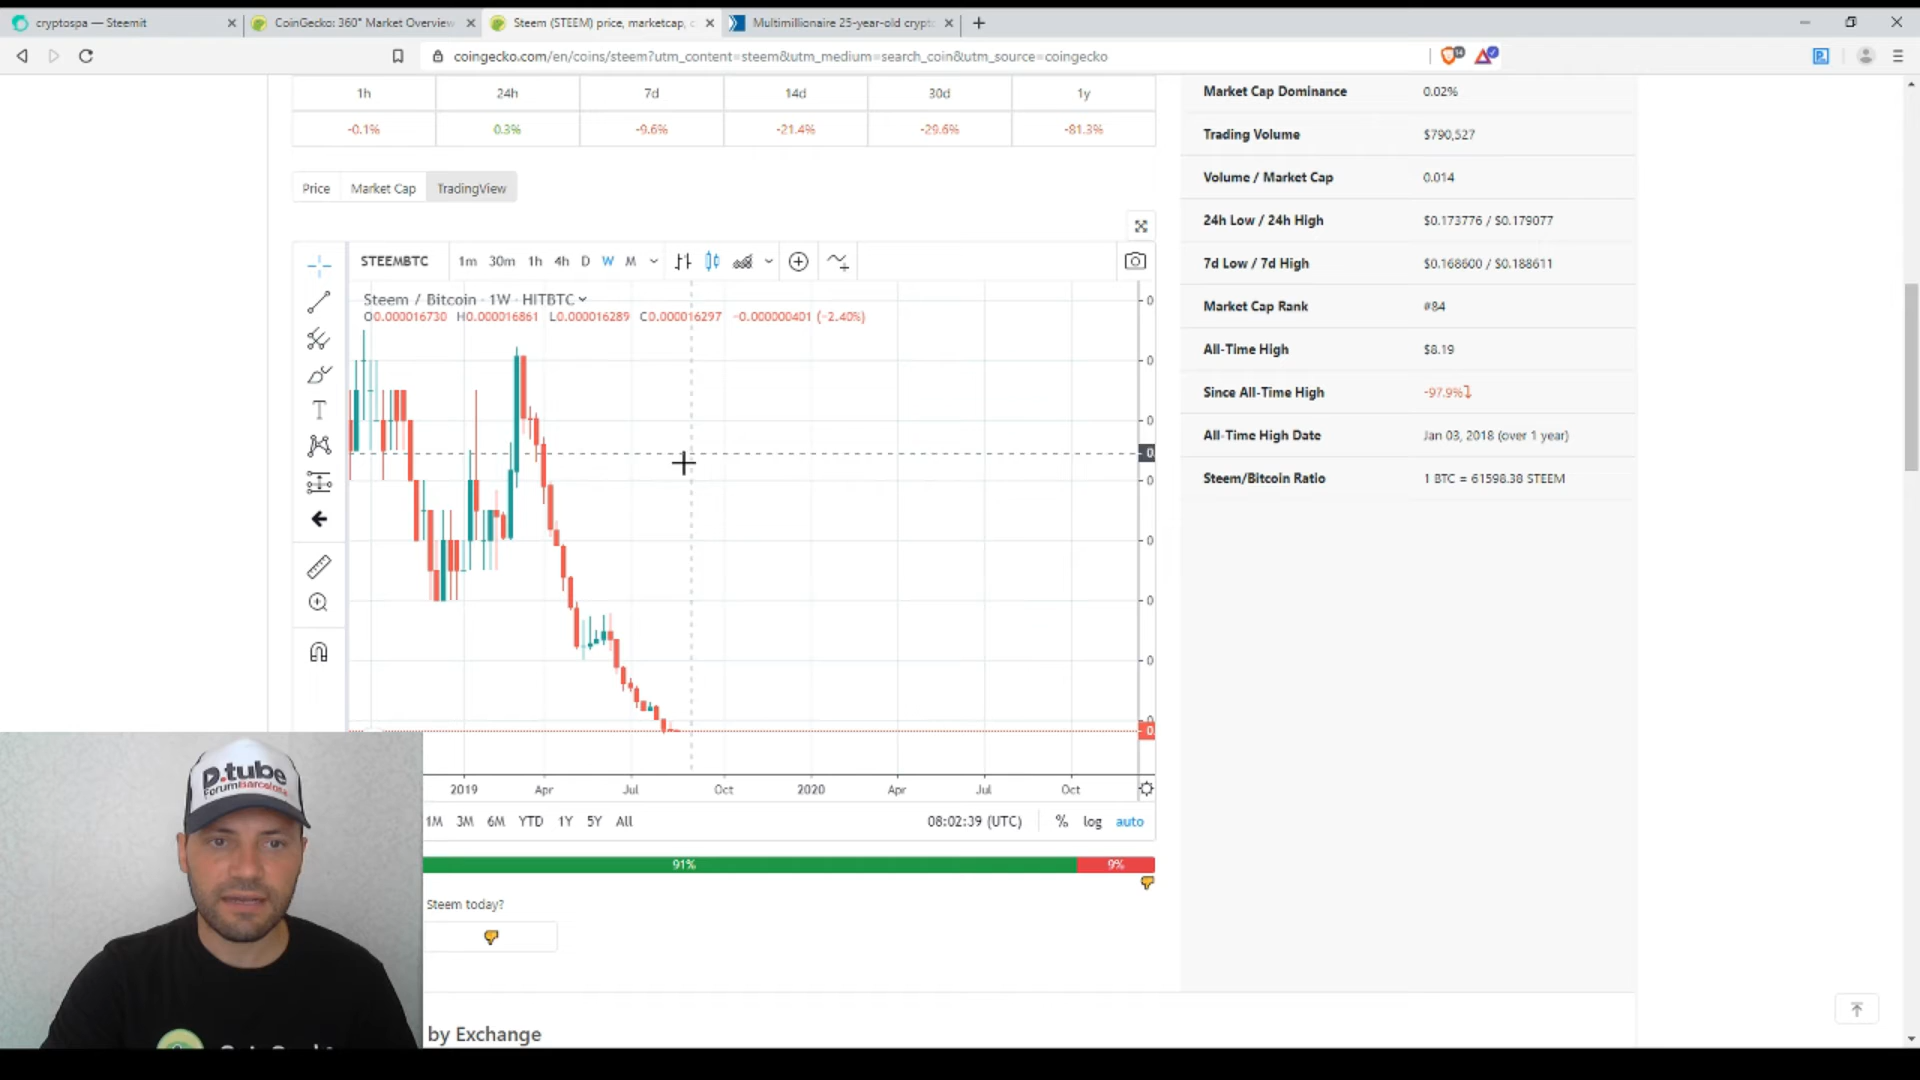 cryptospa — Steemit
CoinGecko: 360° Market Overview
Steem (STEEM) price, marketcap, c
Multimillionaire 25-year-old crypt
coingecko.com/en/coins/steem?utm_content=steem&utm_medium=search_coin&utm_source=coingecko
1h 24h 7d 14d 30d 1y
-0.1% 0.3% -9.6% -21.4% -29.6% -81.3%
Price Market Cap TradingView
STEEMBTC 1m 30m 1h 4h D W M
Steem / Bitcoin · 1W · HITBTC
O0.000016730 H0.000016861 L0.000016289 C0.000016297 -0.000000401 (-2.40%)
2019 Apr Jul Oct 2020 Apr Jul Oct
1M 3M 6M YTD 1Y 5Y All 08:02:39 (UTC) % log auto
91% 9%
Steem today?
by Exchange
Market Cap Dominance 0.02%
Trading Volume $790,527
Volume / Market Cap 0.014
24h Low / 24h High $0.173776 / $0.179077
7d Low / 7d High $0.168600 / $0.188611
Market Cap Rank #84
All-Time High $8.19
Since All-Time High -97.9%
All-Time High Date Jan 03, 2018 (over 1 year)
Steem/Bitcoin Ratio 1 BTC = 61598.38 STEEM
D.tube
ForumBarcelona